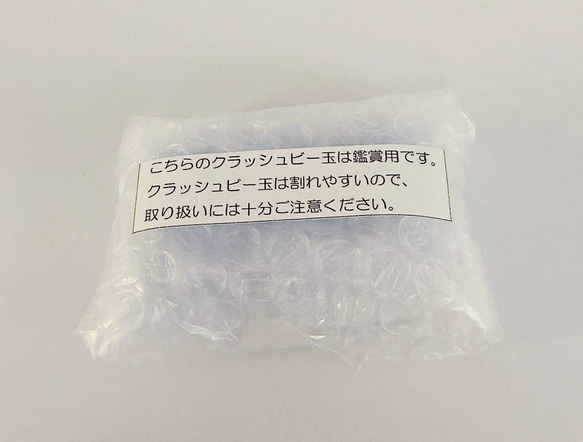 こちらのクラッシュビー玉は鑑賞用です。
クラッシュビー玉は割れやすいので、
取り扱いには十分ご注意ください。